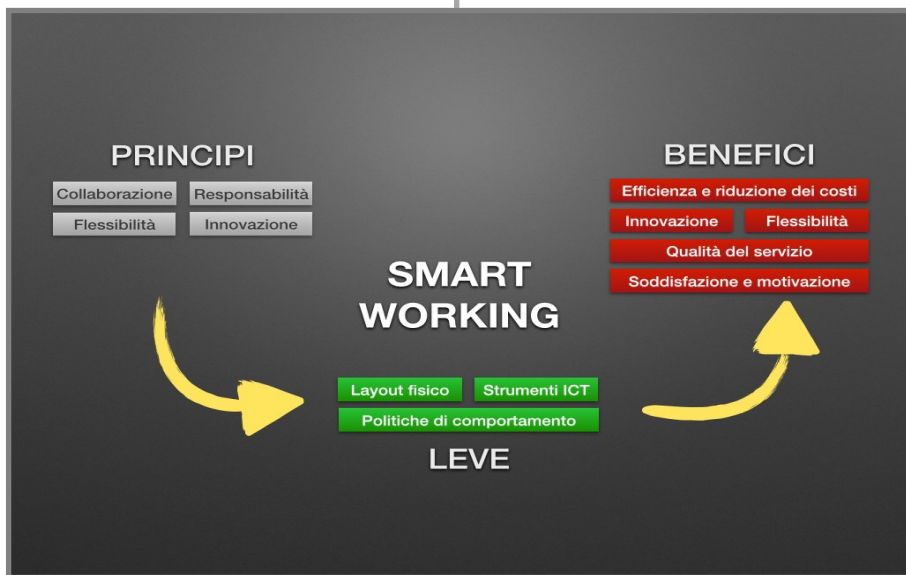 PRINCIPI
Collaborazione
Responsabilità
Flessibilità
Innovazione
SMART
WORKING
Layout fisico
Strumenti ICT
Politiche di comportamento
LEVE
BENEFICI
Efficienza e riduzione dei costi
Innovazione
Flessibilità
Qualità del servizio
Soddisfazione e motivazione